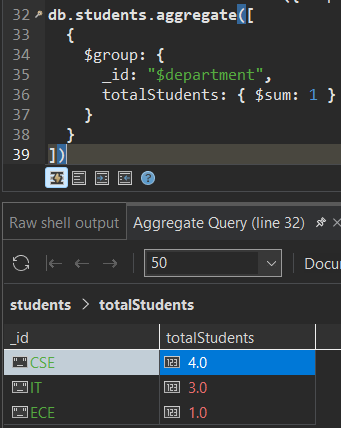 32 db.students.aggregate([
33 {
34 $group: {
35 _id: "$department",
36 totalStudents: { $sum: 1 }
37 }
38 }
39 ])
Raw shell output Aggregate Query (line 32)
50 Docu
students > totalStudents
_id totalStudents
CSE 4.0
IT 3.0
ECE 1.0